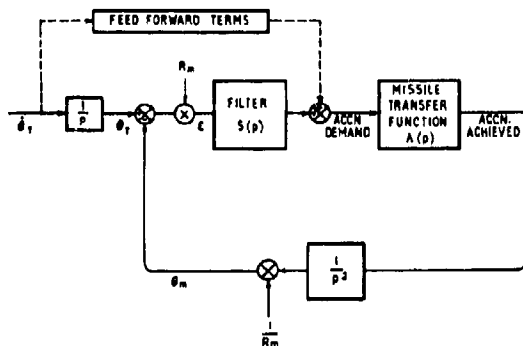 FEED FORWARD TERMS
Rm
θ̇T
1/p
θT
×
ε
FILTER
S(p)
ACCN
DEMAND
MISSILE
TRANSFER
FUNCTION
A(p)
ACCN.
ACHIEVED
θm
1/p²
1/Rm